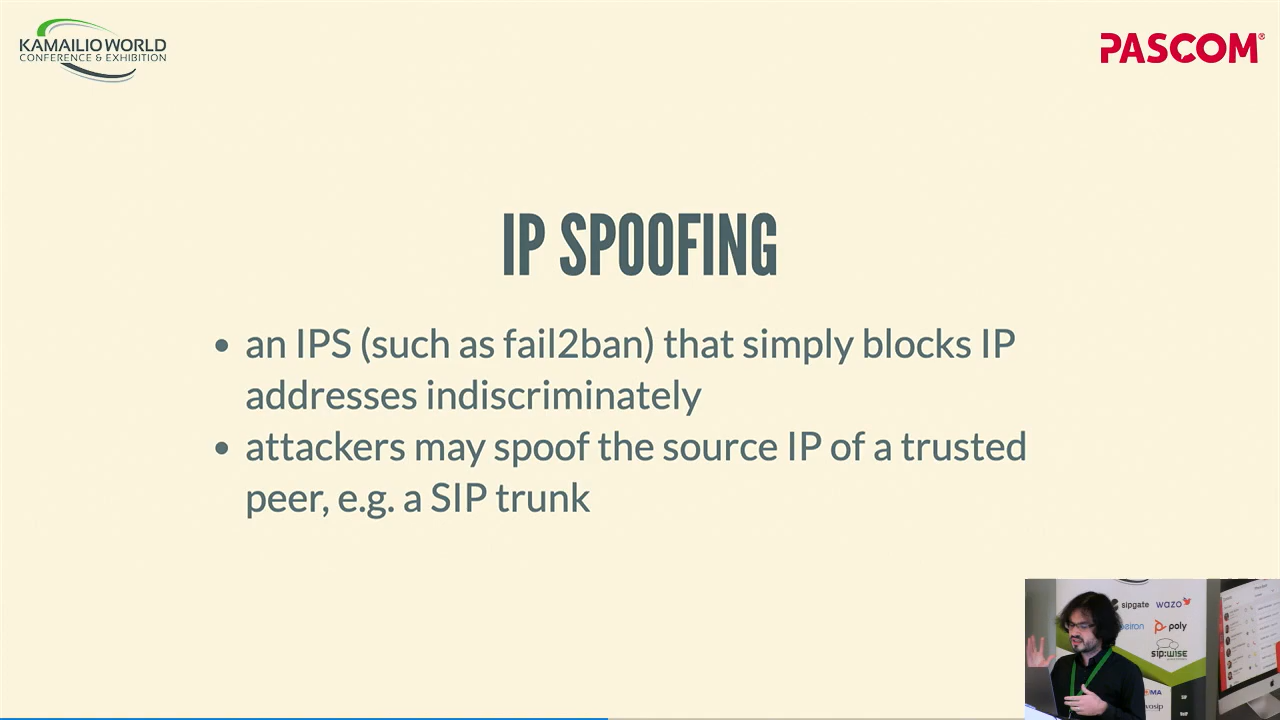 KAMAILIO WORLD
CONFERENCE & EXHIBITION
PASCOM®
IP SPOOFING
• an IPS (such as fail2ban) that simply blocks IP
addresses indiscriminately
• attackers may spoof the source IP of a trusted
peer, e.g. a SIP trunk
sipgate wazo
poly
sip:wise